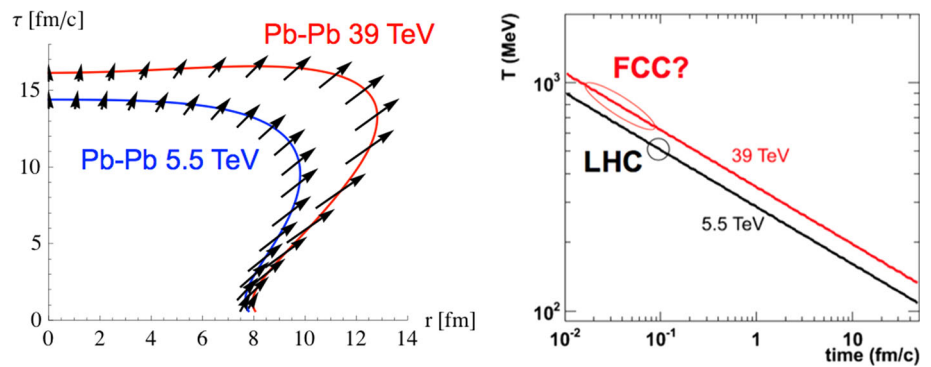 τ [fm/c]
Pb-Pb 39 TeV
15
Pb-Pb 5.5 TeV
10
5
0
r [fm]
0 2 4 6 8 10 12 14
T (MeV)
10³
FCC?
LHC
39 TeV
5.5 TeV
10²
10⁻² 10⁻¹ 1 10
time (fm/c)